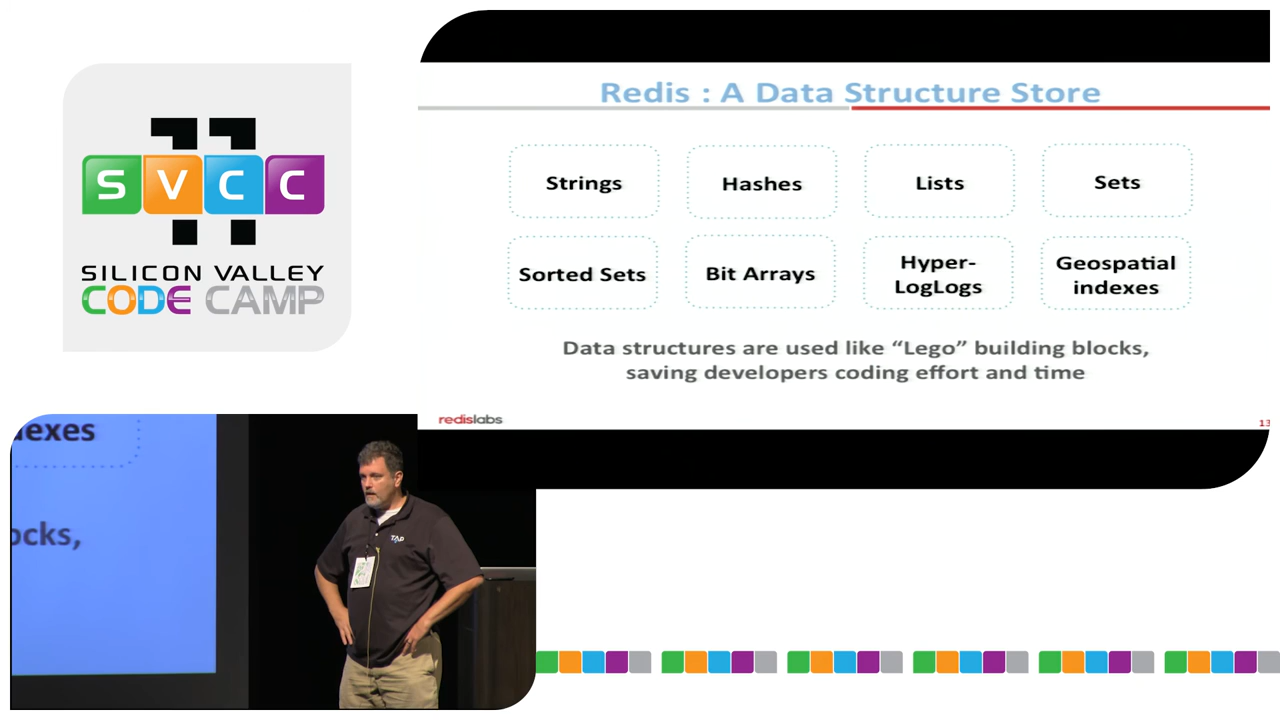 SVCC
SILICON VALLEY
CODE CAMP
Redis : A Data Structure Store
Strings
Hashes
Lists
Sets
Sorted Sets
Bit Arrays
Hyper-
LogLogs
Geospatial
indexes
Data structures are used like “Lego” building blocks,
saving developers coding effort and time
redislabs
13
dexes
ocks,
TAP